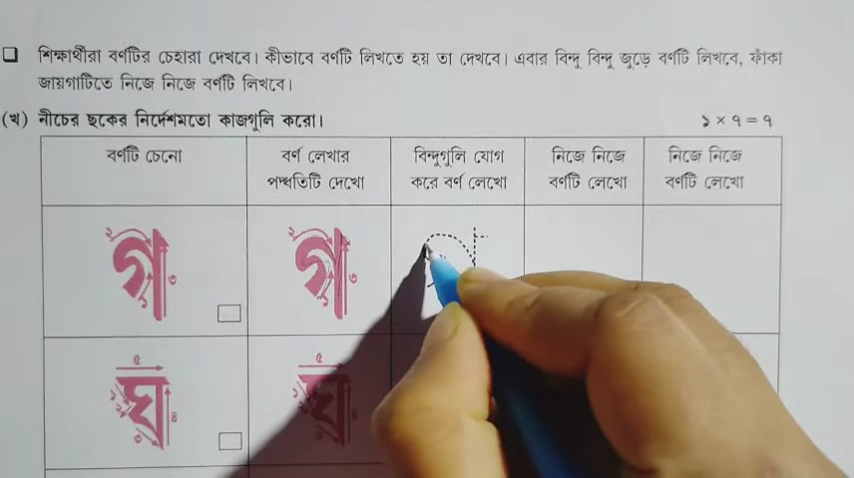 শিক্ষার্থীরা বর্ণটির চেহারা দেখবে। কীভাবে বর্ণটি লিখতে হয় তা দেখবে। এবার বিন্দু বিন্দু জুড়ে বর্ণটি লিখবে, ফাঁকা
জায়গাটিতে নিজে নিজে বর্ণটি লিখবে।
(খ) নীচের ছকের নির্দেশমতো কাজগুলি করো। ১ × ৭ = ৭
বর্ণটি চেনো
বর্ণ লেখার
পদ্ধতিটি দেখো
বিন্দুগুলি যোগ
করে বর্ণ লেখো
নিজে নিজে
বর্ণটি লেখো
নিজে নিজে
বর্ণটি লেখো
গ গ
ঘ ঘ